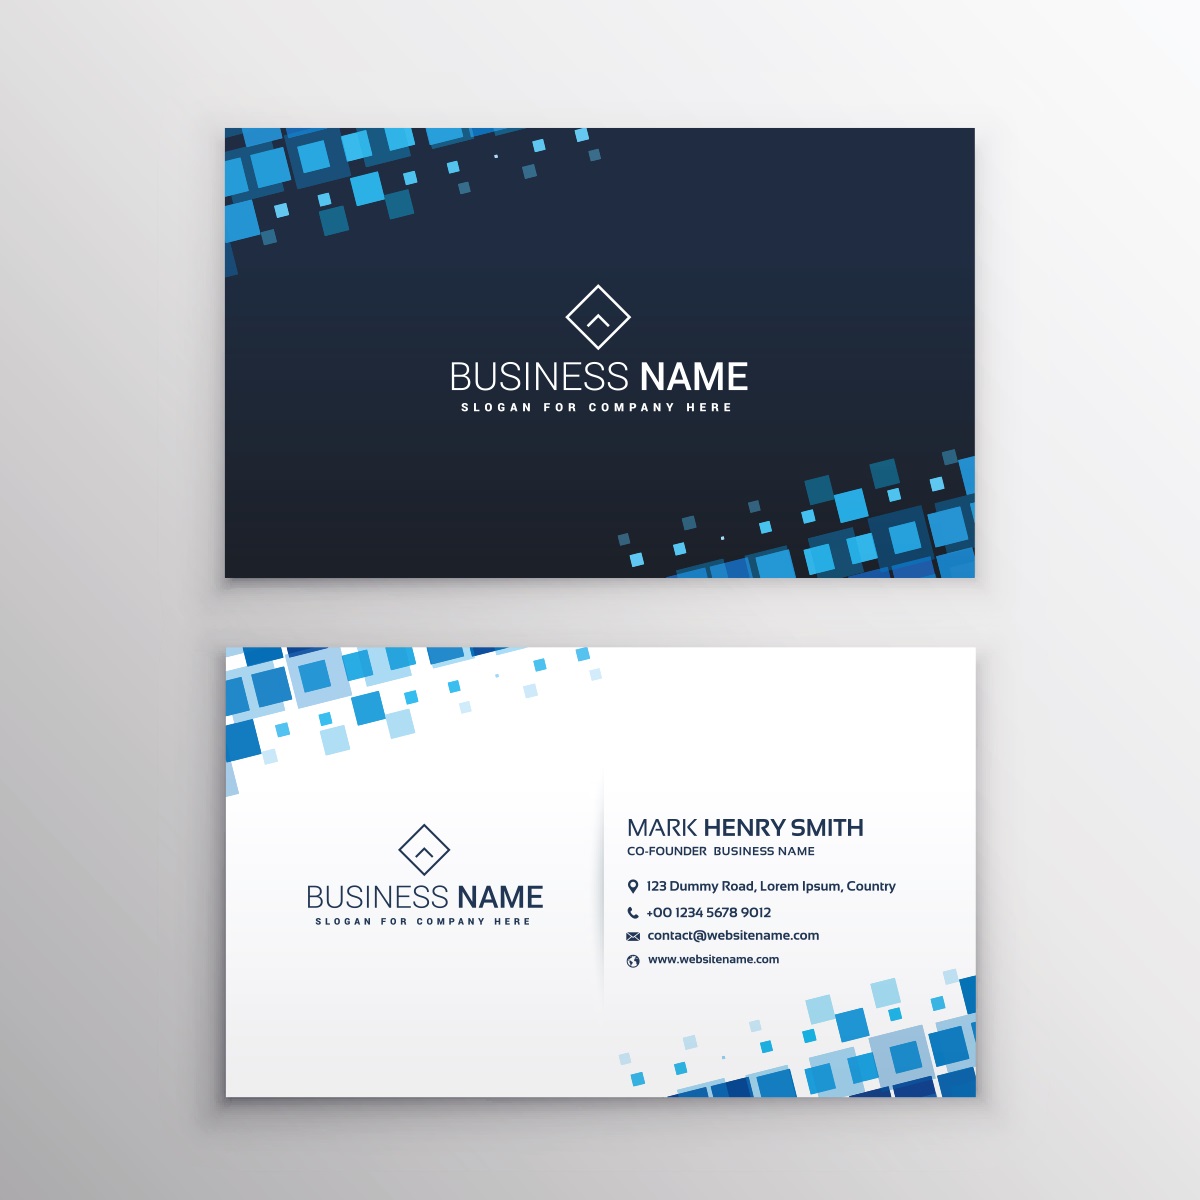 BUSINESS NAME
SLOGAN FOR COMPANY HERE
BUSINESS NAME
SLOGAN FOR COMPANY HERE
MARK HENRY SMITH
CO-FOUNDER BUSINESS NAME
123 Dummy Road, Lorem Ipsum, Country
+00 1234 5678 9012
contact@websitename.com
www.websitename.com